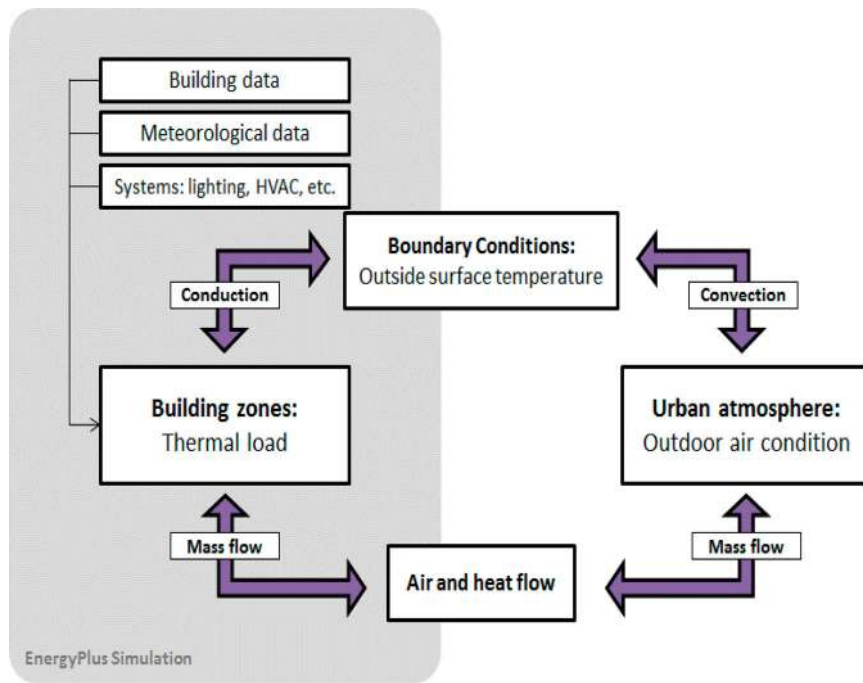 Building data
Meteorological data
Systems: lighting, HVAC, etc.
Boundary Conditions:
Outside surface temperature
Conduction
Convection
Building zones:
Thermal load
Urban atmosphere:
Outdoor air condition
Mass flow
Mass flow
Air and heat flow
EnergyPlus Simulation